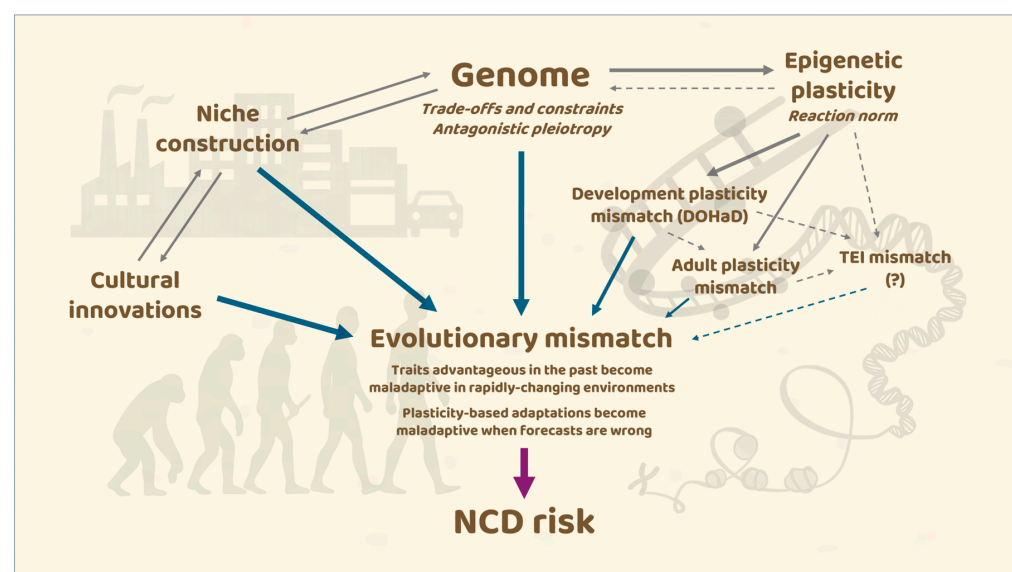 Genome
Trade-offs and constraints
Antagonistic pleiotropy
Epigenetic
plasticity
Reaction norm
Niche
construction
Development plasticity
mismatch (DOHaD)
Adult plasticity
mismatch
TEI mismatch
(?)
Cultural
innovations
Evolutionary mismatch
Traits advantageous in the past become
maladaptive in rapidly-changing environments
Plasticity-based adaptations become
maladaptive when forecasts are wrong
NCD risk